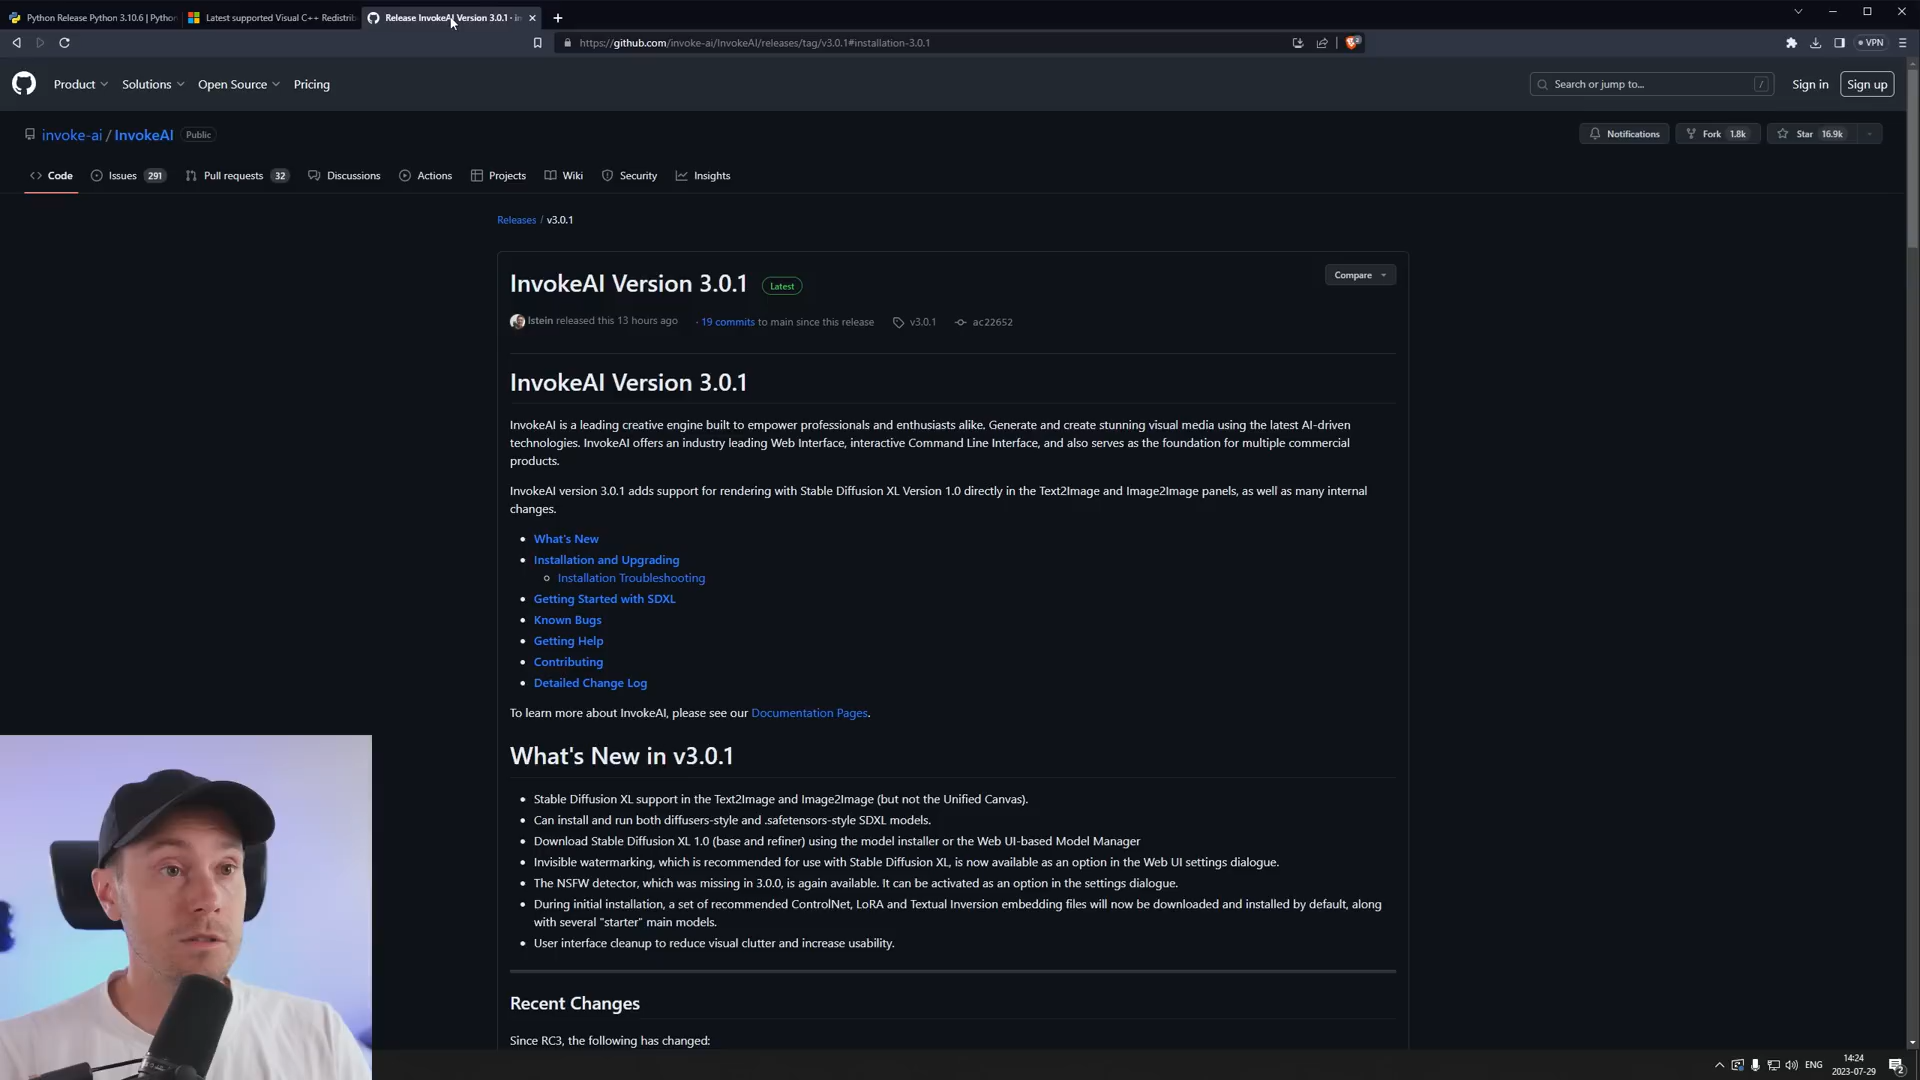 Python Release Python 3.10.6 | Python
Latest supported Visual C++ Redistrib
Release InvokeAI Version 3.0.1 · in
https://github.com/invoke-ai/InvokeAI/releases/tag/v3.0.1#installation-3.0.1
VPN
Product
Solutions
Open Source
Pricing
Search or jump to...
/
Sign in
Sign up
invoke-ai / InvokeAI
Public
Notifications
Fork 1.8k
Star 16.9k
Code
Issues 291
Pull requests 32
Discussions
Actions
Projects
Wiki
Security
Insights
Releases / v3.0.1
InvokeAI Version 3.0.1
Latest
Compare
lstein released this 13 hours ago
· 19 commits to main since this release
v3.0.1
ac22652
InvokeAI Version 3.0.1
InvokeAI is a leading creative engine built to empower professionals and enthusiasts alike. Generate and create stunning visual media using the latest AI-driven
technologies. InvokeAI offers an industry leading Web Interface, interactive Command Line Interface, and also serves as the foundation for multiple commercial
products.
InvokeAI version 3.0.1 adds support for rendering with Stable Diffusion XL Version 1.0 directly in the Text2Image and Image2Image panels, as well as many internal
changes.
• What's New
• Installation and Upgrading
◦ Installation Troubleshooting
• Getting Started with SDXL
• Known Bugs
• Getting Help
• Contributing
• Detailed Change Log
To learn more about InvokeAI, please see our Documentation Pages.
What's New in v3.0.1
• Stable Diffusion XL support in the Text2Image and Image2Image (but not the Unified Canvas).
• Can install and run both diffusers-style and .safetensors-style SDXL models.
• Download Stable Diffusion XL 1.0 (base and refiner) using the model installer or the Web UI-based Model Manager
• Invisible watermarking, which is recommended for use with Stable Diffusion XL, is now available as an option in the Web UI settings dialogue.
• The NSFW detector, which was missing in 3.0.0, is again available. It can be activated as an option in the settings dialogue.
• During initial installation, a set of recommended ControlNet, LoRA and Textual Inversion embedding files will now be downloaded and installed by default, along
with several "starter" main models.
• User interface cleanup to reduce visual clutter and increase usability.
Recent Changes
Since RC3, the following has changed:
ENG
14:24
2023-07-29